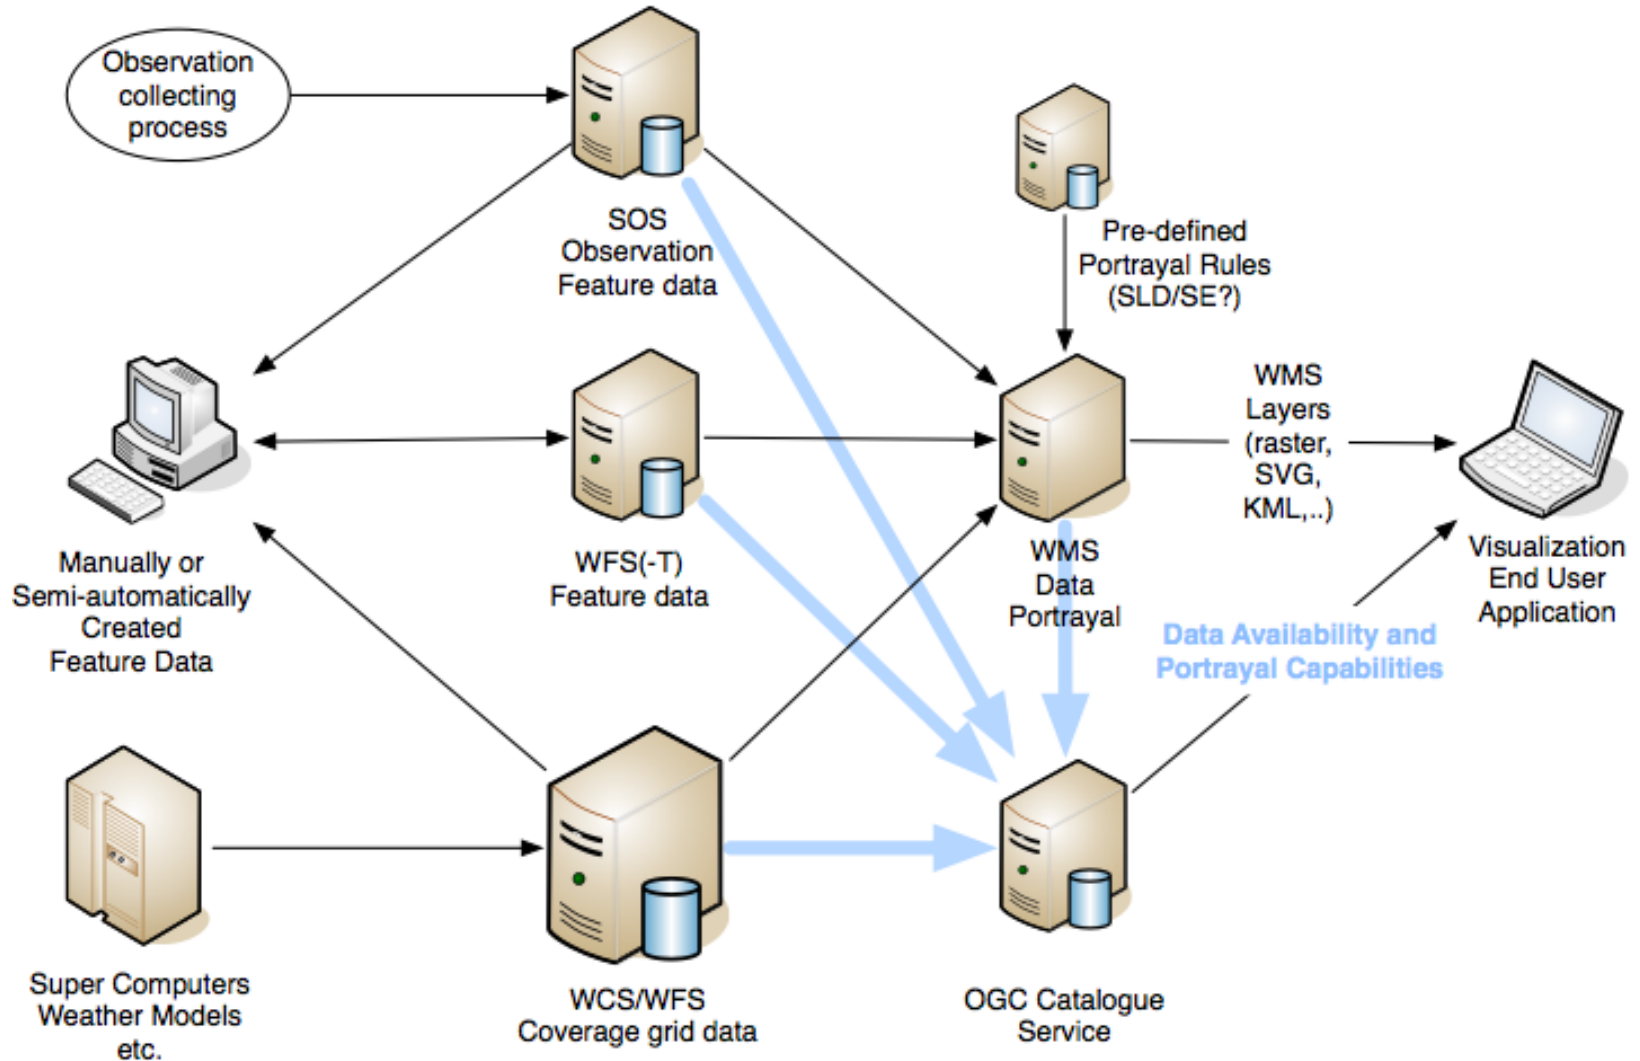 Observation
collecting
process
SOS
Observation
Feature data
Pre-defined
Portrayal Rules
(SLD/SE?)
WMS
Layers
(raster,
SVG,
KML,..)
Manually or
Semi-automatically
Created
Feature Data
WFS(-T)
Feature data
WMS
Data
Portrayal
Visualization
End User
Application
Data Availability and
Portrayal Capabilities
Super Computers
Weather Models
etc.
WCS/WFS
Coverage grid data
OGC Catalogue
Service